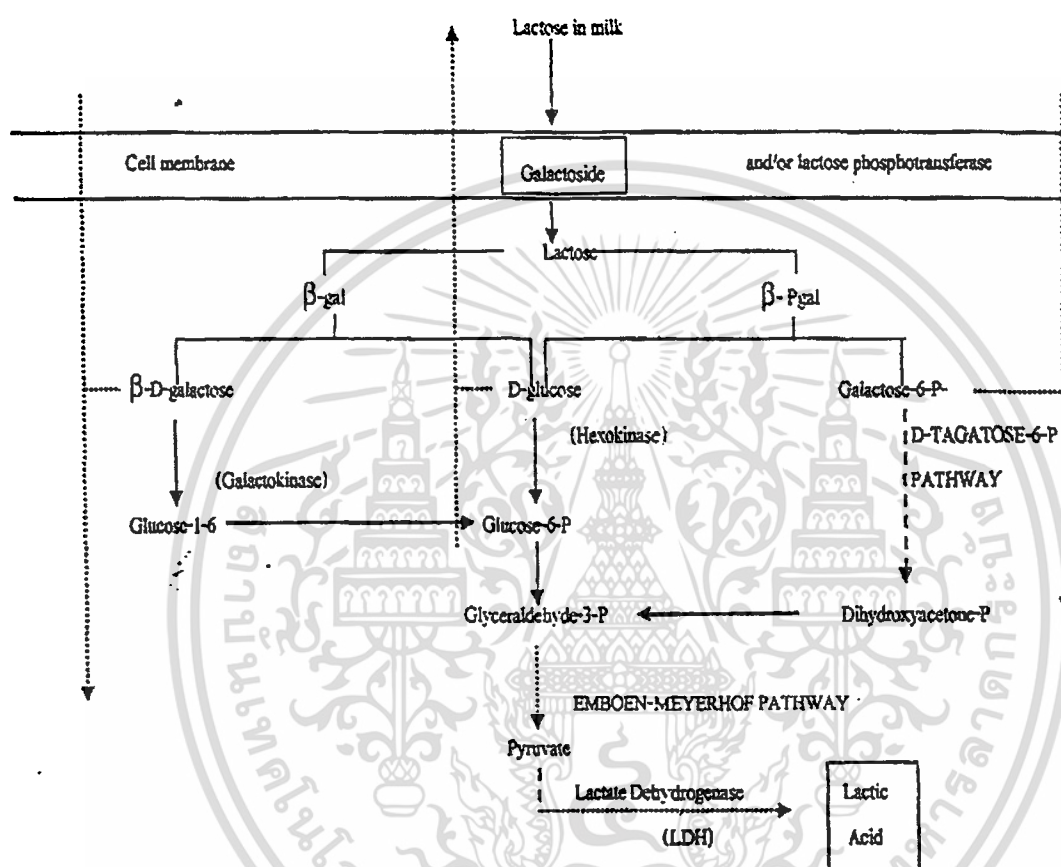 Lactose in milk
Cell membrane
Galactoside
and/or lactose phosphotransferase
Lactose
β-gal
β-Pgal
β-D-galactose
D-glucose
Galactose-6-P-
(Hexokinase)
D-TAGATOSE-6-P
PATHWAY
(Galactokinase)
Glucose-1-6
Glucose-6-P
Glyceraldehyde-3-P
Dihydroxyacetone-P
EMBOEN-MEYERHOF PATHWAY
Pyruvate
Lactate Dehydrogenase
(LDH)
Lactic
Acid